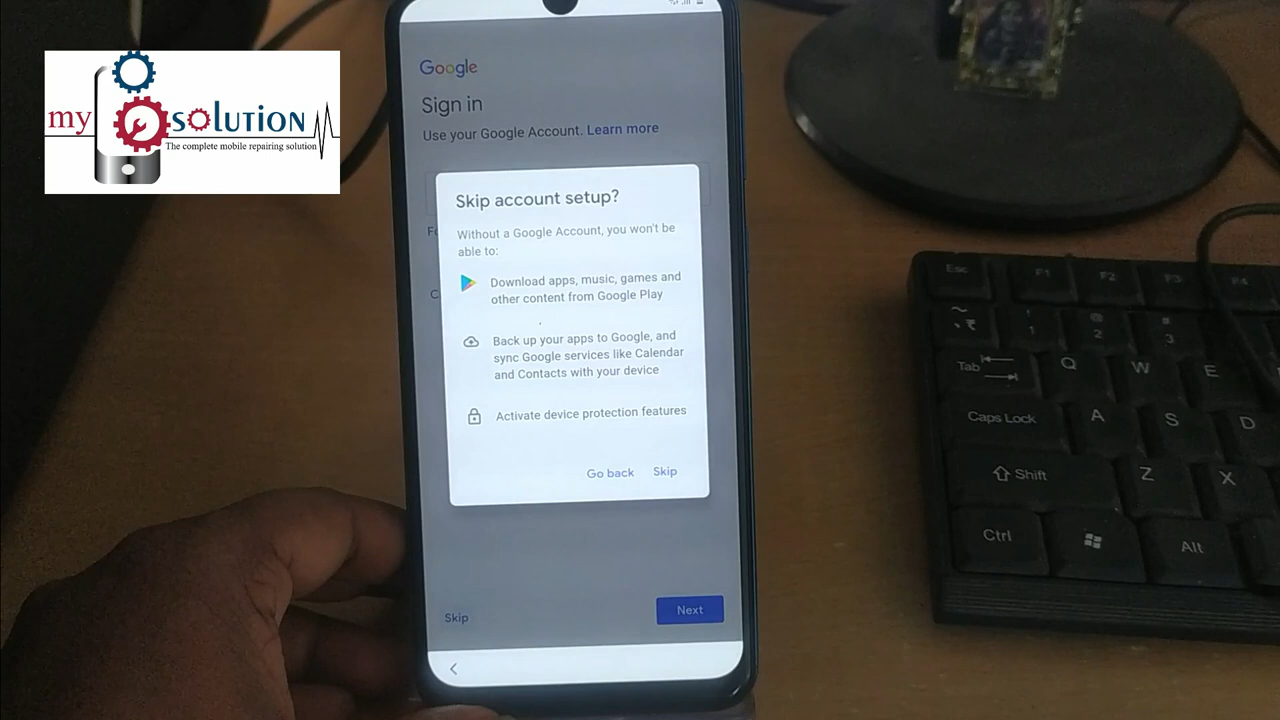 my solution
The complete mobile repairing solution
Google
Sign in
Use your Google Account. Learn more
Skip account setup?
Without a Google Account, you won't be
able to:
Download apps, music, games and
other content from Google Play
Back up your apps to Google, and
sync Google services like Calendar
and Contacts with your device
Activate device protection features
Go back Skip
Skip Next
Esc F1 F2 F3 F4
~ ! @ #
` ₹ 1 2 3
Tab Q W E
Caps Lock A S D
Shift Z X
Ctrl Alt